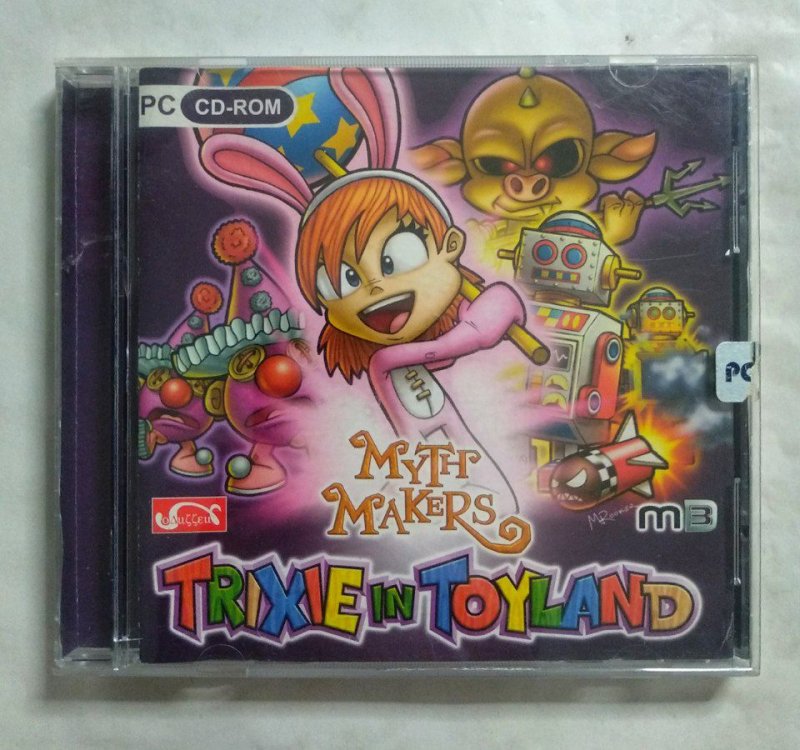 PC CD-ROM
PC
MYTH
MAKERS
m3
TRIXIE IN TOYLAND